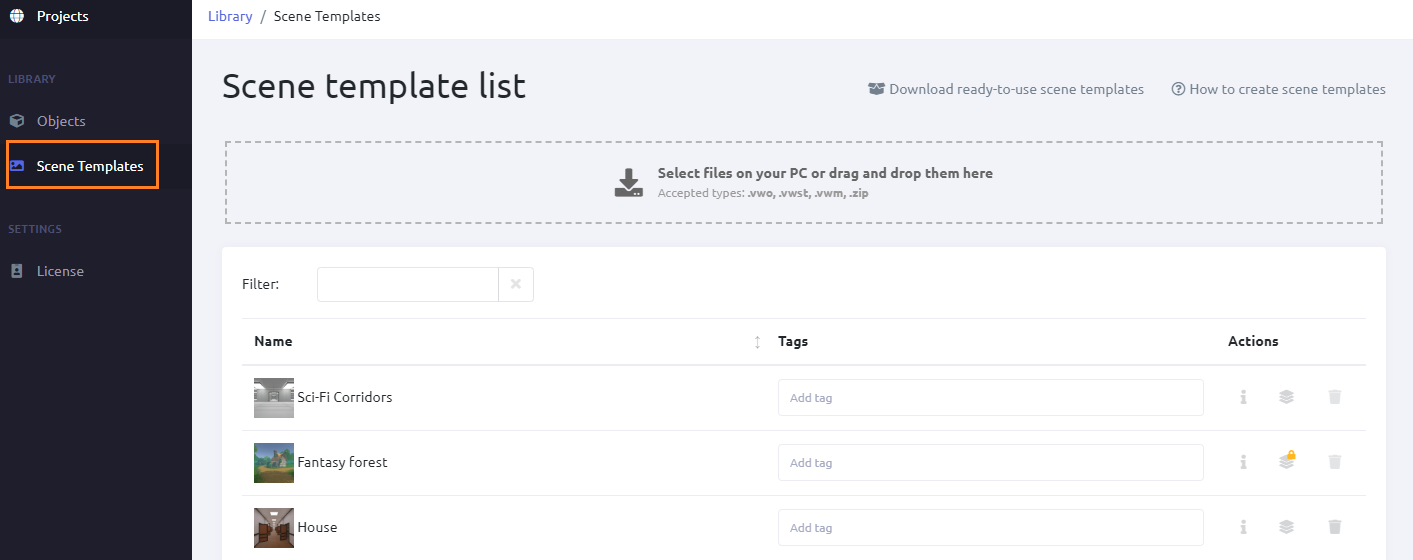 Projects
Library / Scene Templates
LIBRARY
Objects
Scene Templates
SETTINGS
License
Scene template list
Download ready-to-use scene templates
How to create scene templates
Select files on your PC or drag and drop them here
Accepted types: .vwo, .vwst, .vwm, .zip
Filter:
Name Tags Actions
Sci-Fi Corridors Add tag
Fantasy forest Add tag
House Add tag